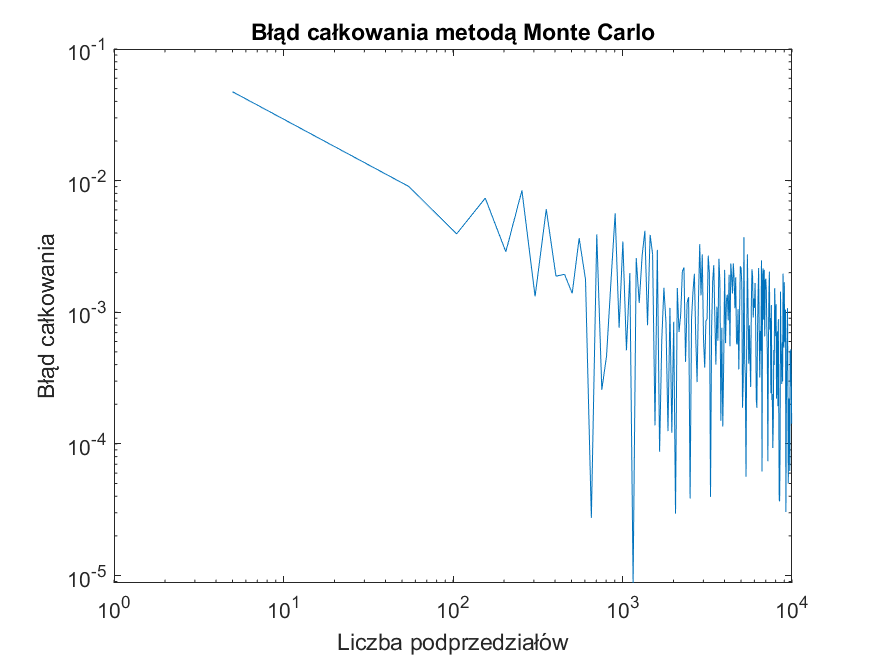 Błąd całkowania metodą Monte Carlo
10^-1
10^-2
10^-3
10^-4
10^-5
Błąd całkowania
10^0 10^1 10^2 10^3 10^4
Liczba podprzedziałów